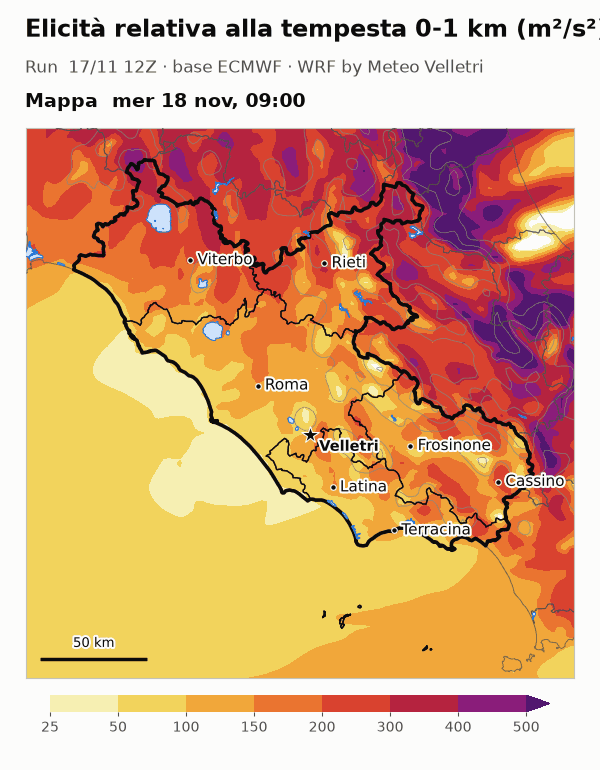 Elicità relativa alla tempesta 0-1 km (m²/s²)
Run  17/11 12Z · base ECMWF · WRF by Meteo Velletri
Mappa  mer 18 nov, 09:00
Viterbo
Rieti
Roma
Velletri
Frosinone
Cassino
Latina
Terracina
50 km
25 50 100 150 200 300 400 500